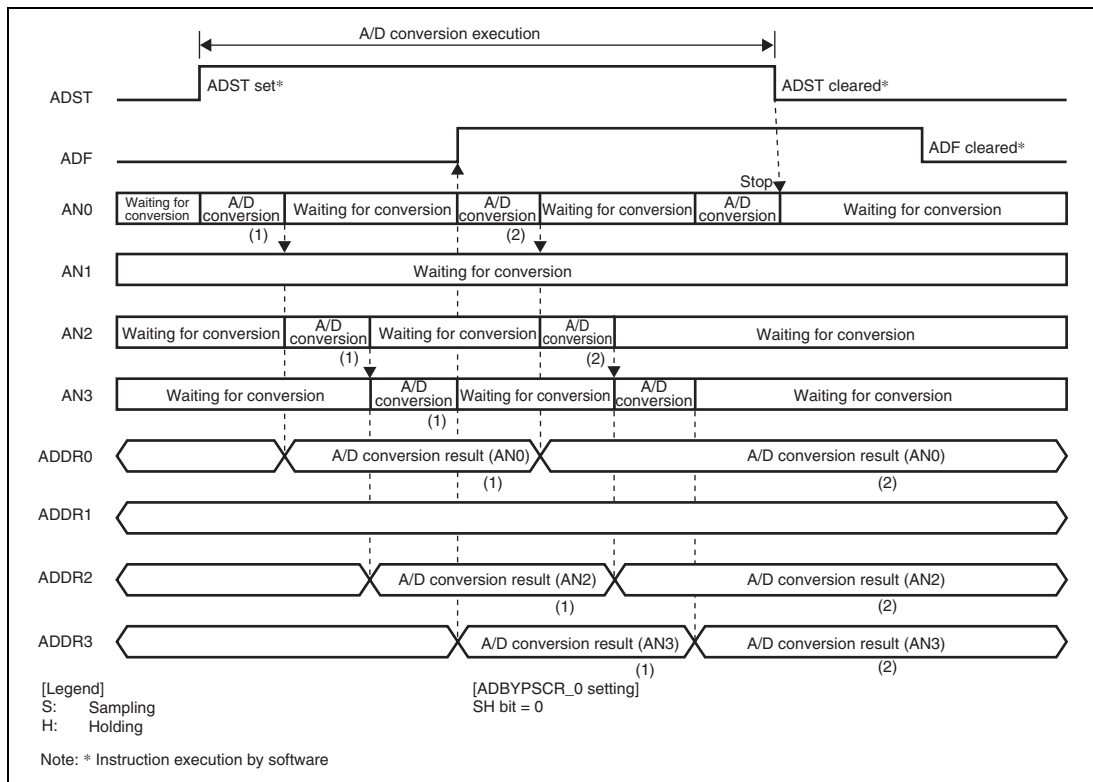 A/D conversion execution
ADST
ADST set*
ADST cleared*
ADF
ADF cleared*
Stop
AN0
Waiting for conversion
A/D conversion
Waiting for conversion
A/D conversion
Waiting for conversion
A/D conversion
Waiting for conversion
(1)
(2)
AN1
Waiting for conversion
AN2
Waiting for conversion
A/D conversion
Waiting for conversion
A/D conversion
Waiting for conversion
(1)
(2)
AN3
Waiting for conversion
A/D conversion
Waiting for conversion
A/D conversion
Waiting for conversion
(1)
ADDR0
A/D conversion result (AN0)
A/D conversion result (AN0)
(1)
(2)
ADDR1
ADDR2
A/D conversion result (AN2)
A/D conversion result (AN2)
(1)
(2)
ADDR3
A/D conversion result (AN3)
A/D conversion result (AN3)
(1)
(2)
[Legend]
S: Sampling
H: Holding
[ADBYPSCR_0 setting]
SH bit = 0
Note: * Instruction execution by software